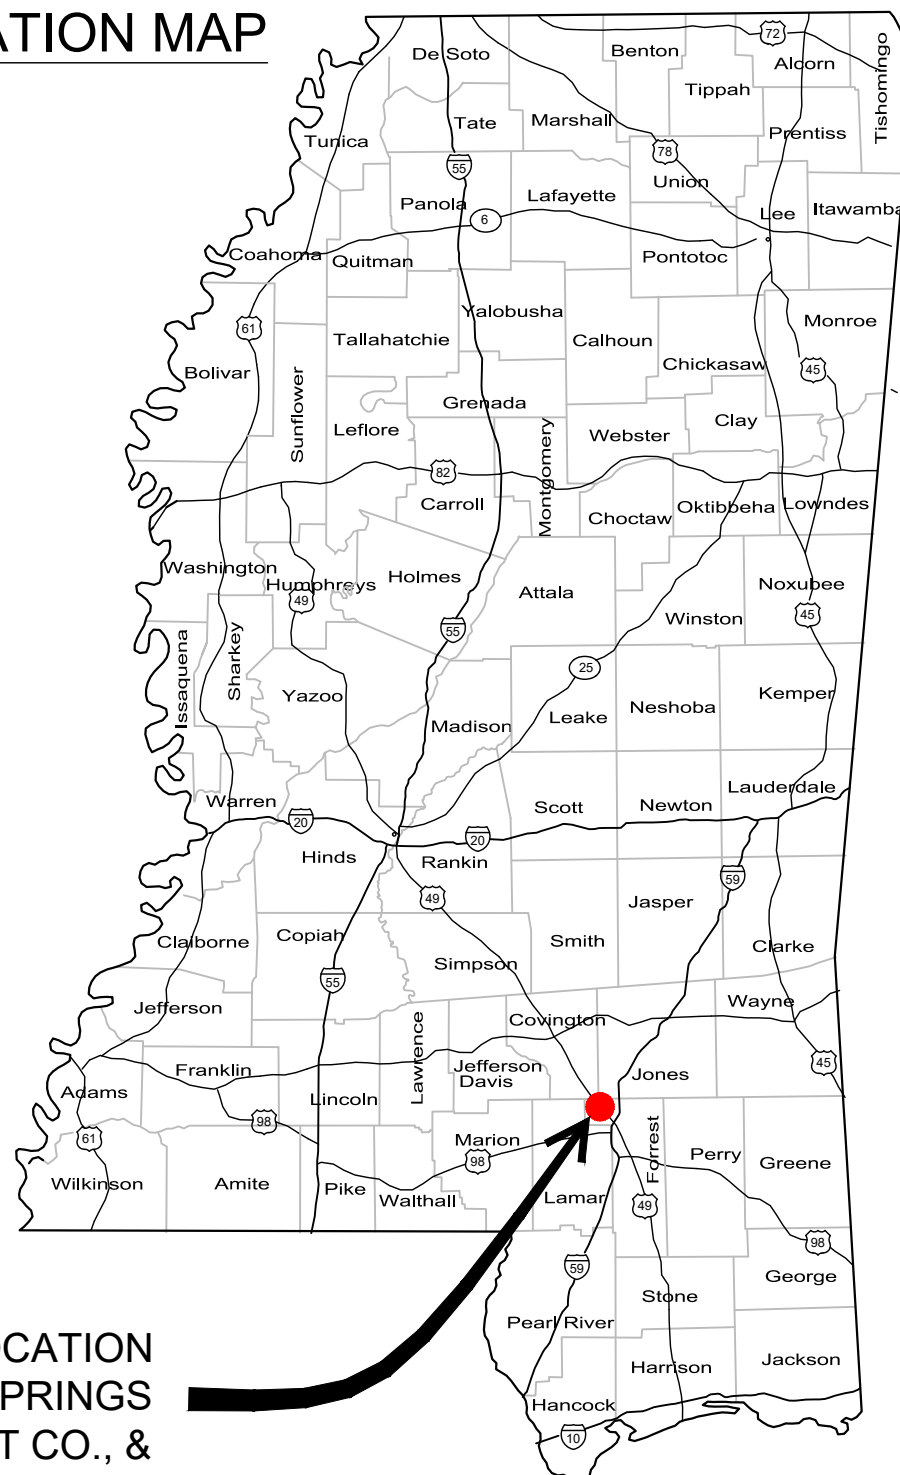 ATION MAP
72
De Soto
Benton
Alcorn
Tishomingo
Tippah
Tate
Marshall
Prentiss
Tunica
78
55
Union
Panola
Lafayette
6
Lee
Itawamba
Coahoma
Quitman
Pontotoc
Yalobusha
Monroe
61
Tallahatchie
Calhoun
Chickasaw
45
Bolivar
Sunflower
Grenada
Clay
Leflore
Webster
82
Montgomery
Carroll
Choctaw
Oktibbeha
Lowndes
Washington
Humphreys
Holmes
Attala
Noxubee
49
Winston
45
55
Issaquena
Sharkey
25
Yazoo
Kemper
Neshoba
Leake
Madison
Lauderdale
Warren
Scott
Newton
20
20
Hinds
Rankin
59
49
Jasper
Copiah
Claiborne
Smith
Clarke
Simpson
55
Jefferson
Wayne
Covington
Lawrence
45
Franklin
Jefferson
Davis
Jones
Adams
Lincoln
98
61
Marion
Forrest
Perry
98
Greene
Wilkinson
Amite
Pike
Walthall
Lamar
49
98
59
George
Stone
Pearl River
OCATION
Jackson
Harrison
PRINGS
Hancock
10
T CO., &